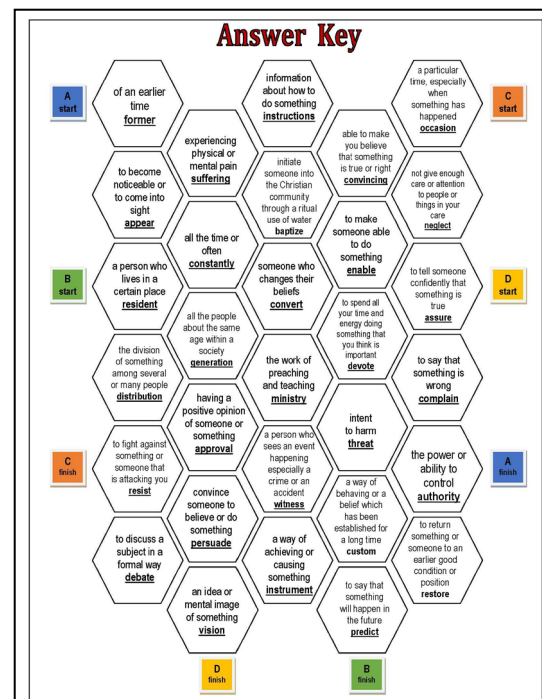 Answer Key
A
start
of an earlier
time
former
information
about how to
do something
instructions
a particular
time, especially
when
something has
happened
occasion
C
start
experiencing
physical or
mental pain
suffering
able to make
you believe
that something
is true or right
convincing
to become
noticeable or
to come into
sight
appear
initiate
someone into
the Christian
community
through a ritual
use of water
baptize
not give enough
care or attention
to people or
things in your
care
neglect
all the time or
often
constantly
to make
someone able
to do
something
enable
B
start
a person who
lives in a
certain place
resident
someone who
changes their
beliefs
convert
to tell someone
confidently that
something is
true
assure
D
start
all the people
about the same
age within a
society
generation
to spend all
your time and
energy doing
something that
you think is
important
devote
the division
of something
among several
or many people
distribution
the work of
preaching
and teaching
ministry
to say that
something is
wrong
complain
having a
positive opinion
of someone or
something
approval
intent
to harm
threat
C
finish
to fight against
something or
someone that
is attacking you
resist
a person who
sees an event
happening
especially a
crime or an
accident
witness
the power or
ability to
control
authority
A
finish
convince
someone to
believe or do
something
persuade
a way of
behaving or a
belief which
has been
established for
a long time
custom
to discuss a
subject in a
formal way
debate
a way of
achieving or
causing
something
instrument
to return
something or
someone to an
earlier good
condition or
position
restore
an idea or
mental image
of something
vision
to say that
something
will happen in
the future
predict
D
finish
B
finish